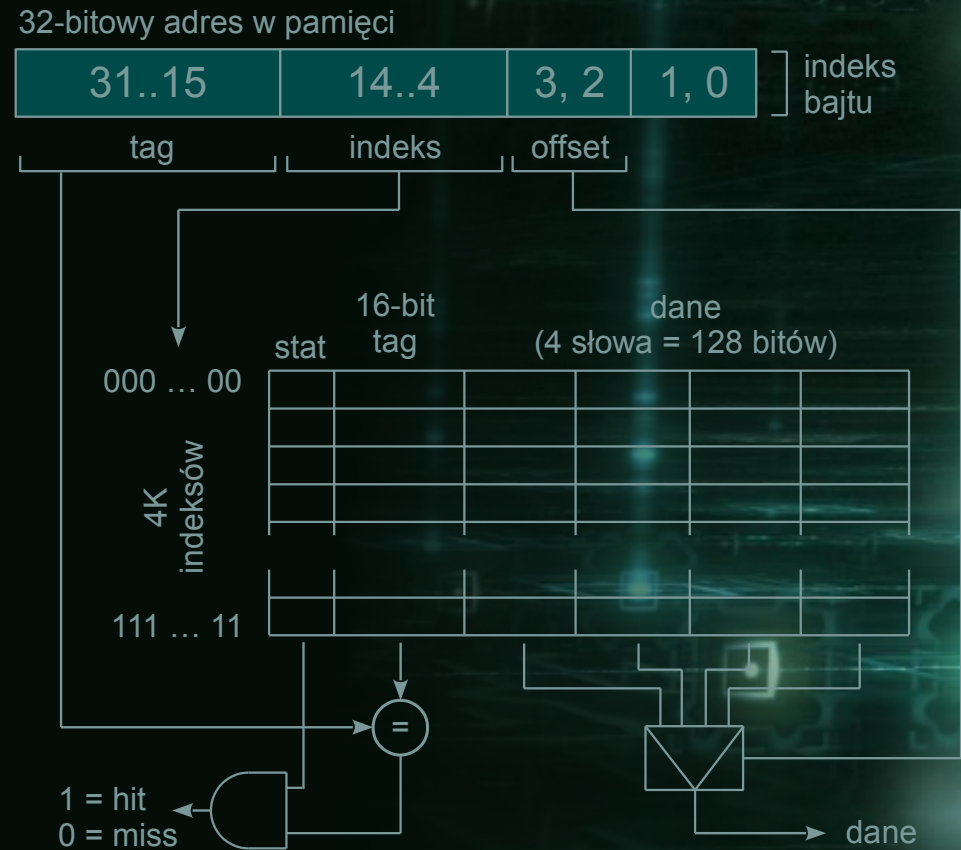 32-bitowy adres w pamięci
31..15
14..4
3, 2
1, 0
indeks
bajtu
tag
indeks
offset
stat
16-bit
tag
dane
(4 słowa = 128 bitów)
000 … 00
4K
indeksów
111 … 11
=
1 = hit
0 = miss
dane